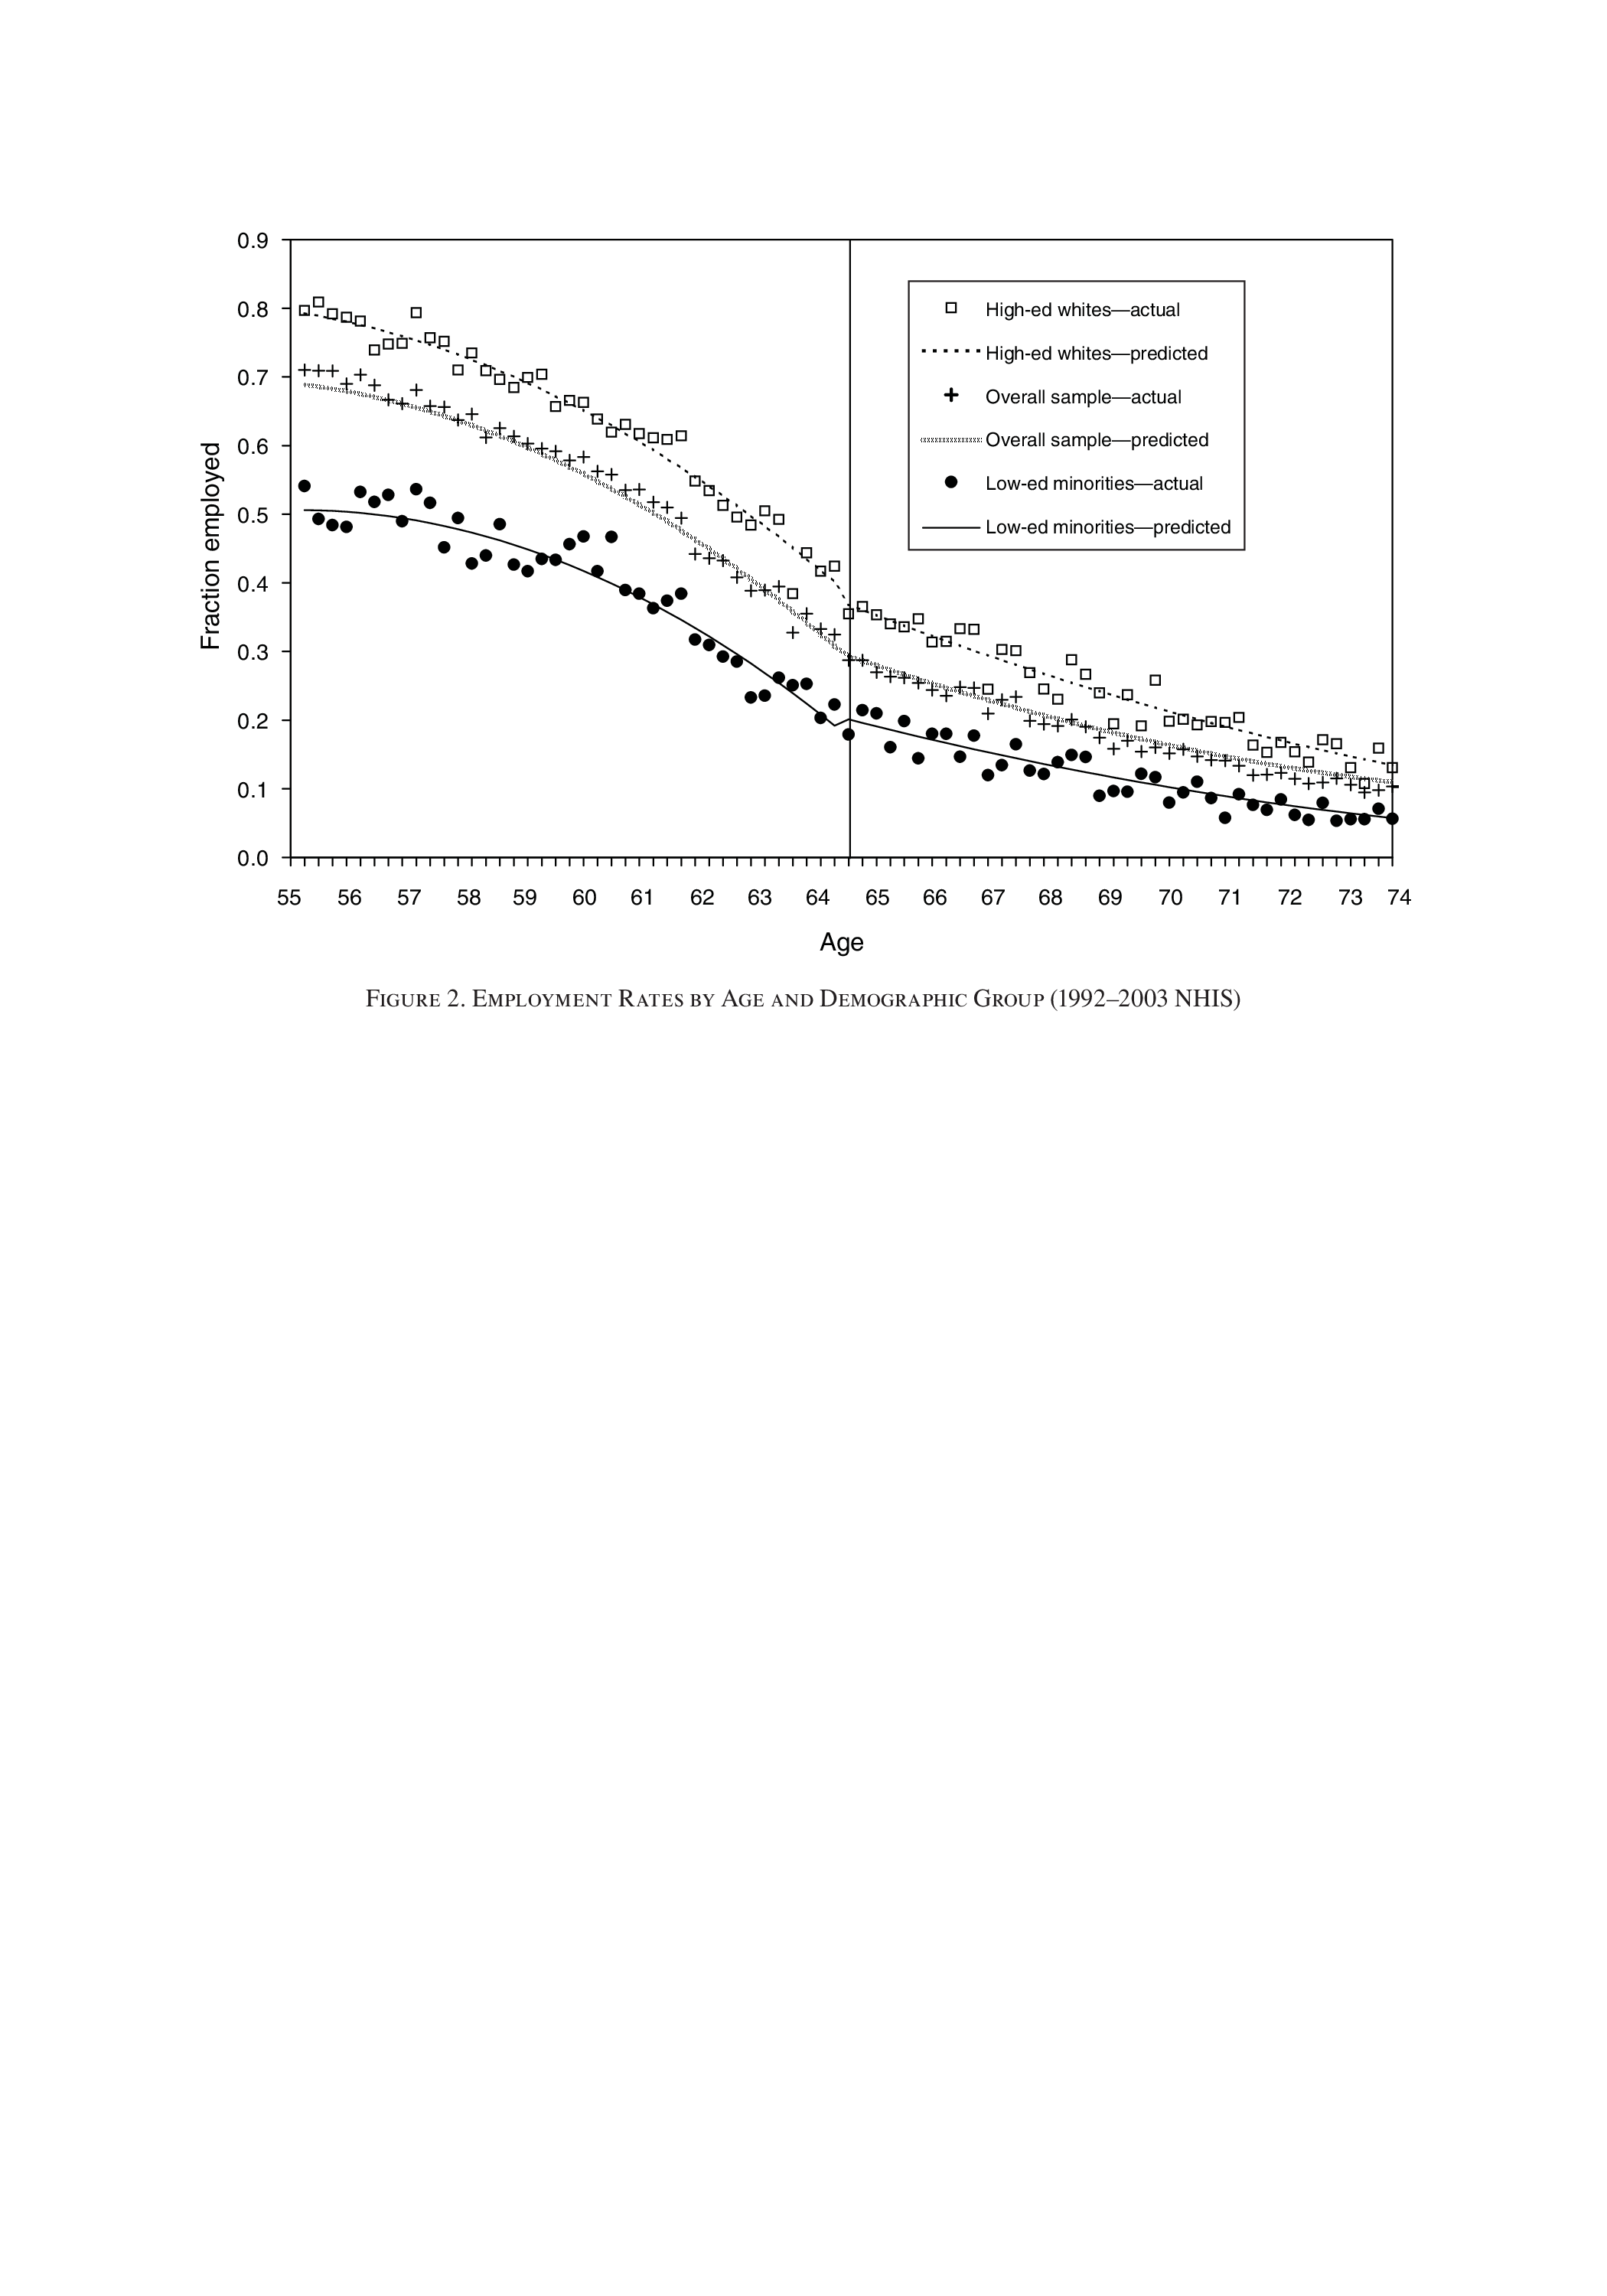 0.9
0.8
0.7
0.6
0.5
0.4
0.3
0.2
0.1
0.0
Fraction employed
High-ed whites—actual
High-ed whites—predicted
Overall sample—actual
Overall sample—predicted
Low-ed minorities—actual
Low-ed minorities—predicted
55 56 57 58 59 60 61 62 63 64 65 66 67 68 69 70 71 72 73 74
Age
Figure 2. Employment Rates by Age and Demographic Group (1992–2003 NHIS)